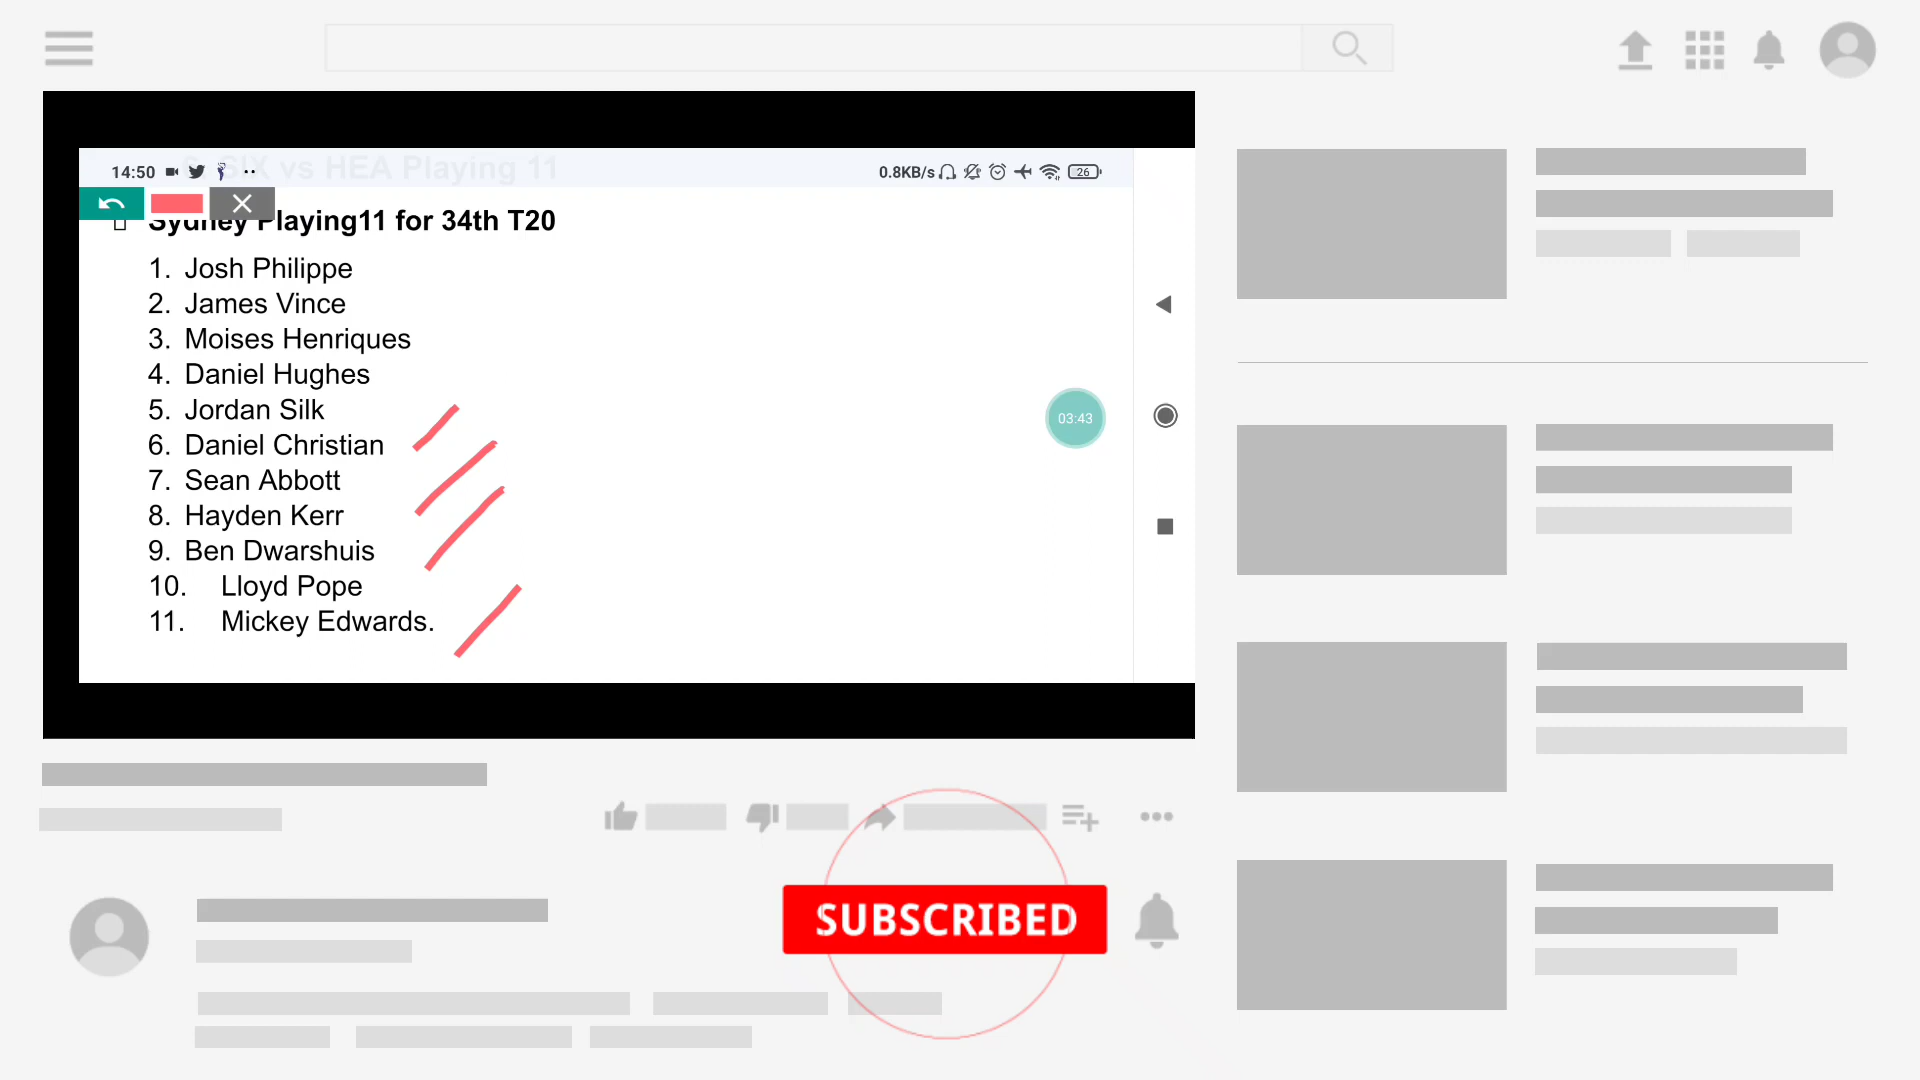 SIX vs HEA Playing 11
14:50
0.8KB/s
26
Sydney Playing11 for 34th T20
1. Josh Philippe
2. James Vince
3. Moises Henriques
4. Daniel Hughes
5. Jordan Silk
6. Daniel Christian
7. Sean Abbott
8. Hayden Kerr
9. Ben Dwarshuis
10. Lloyd Pope
11. Mickey Edwards.
03:43
SUBSCRIBED